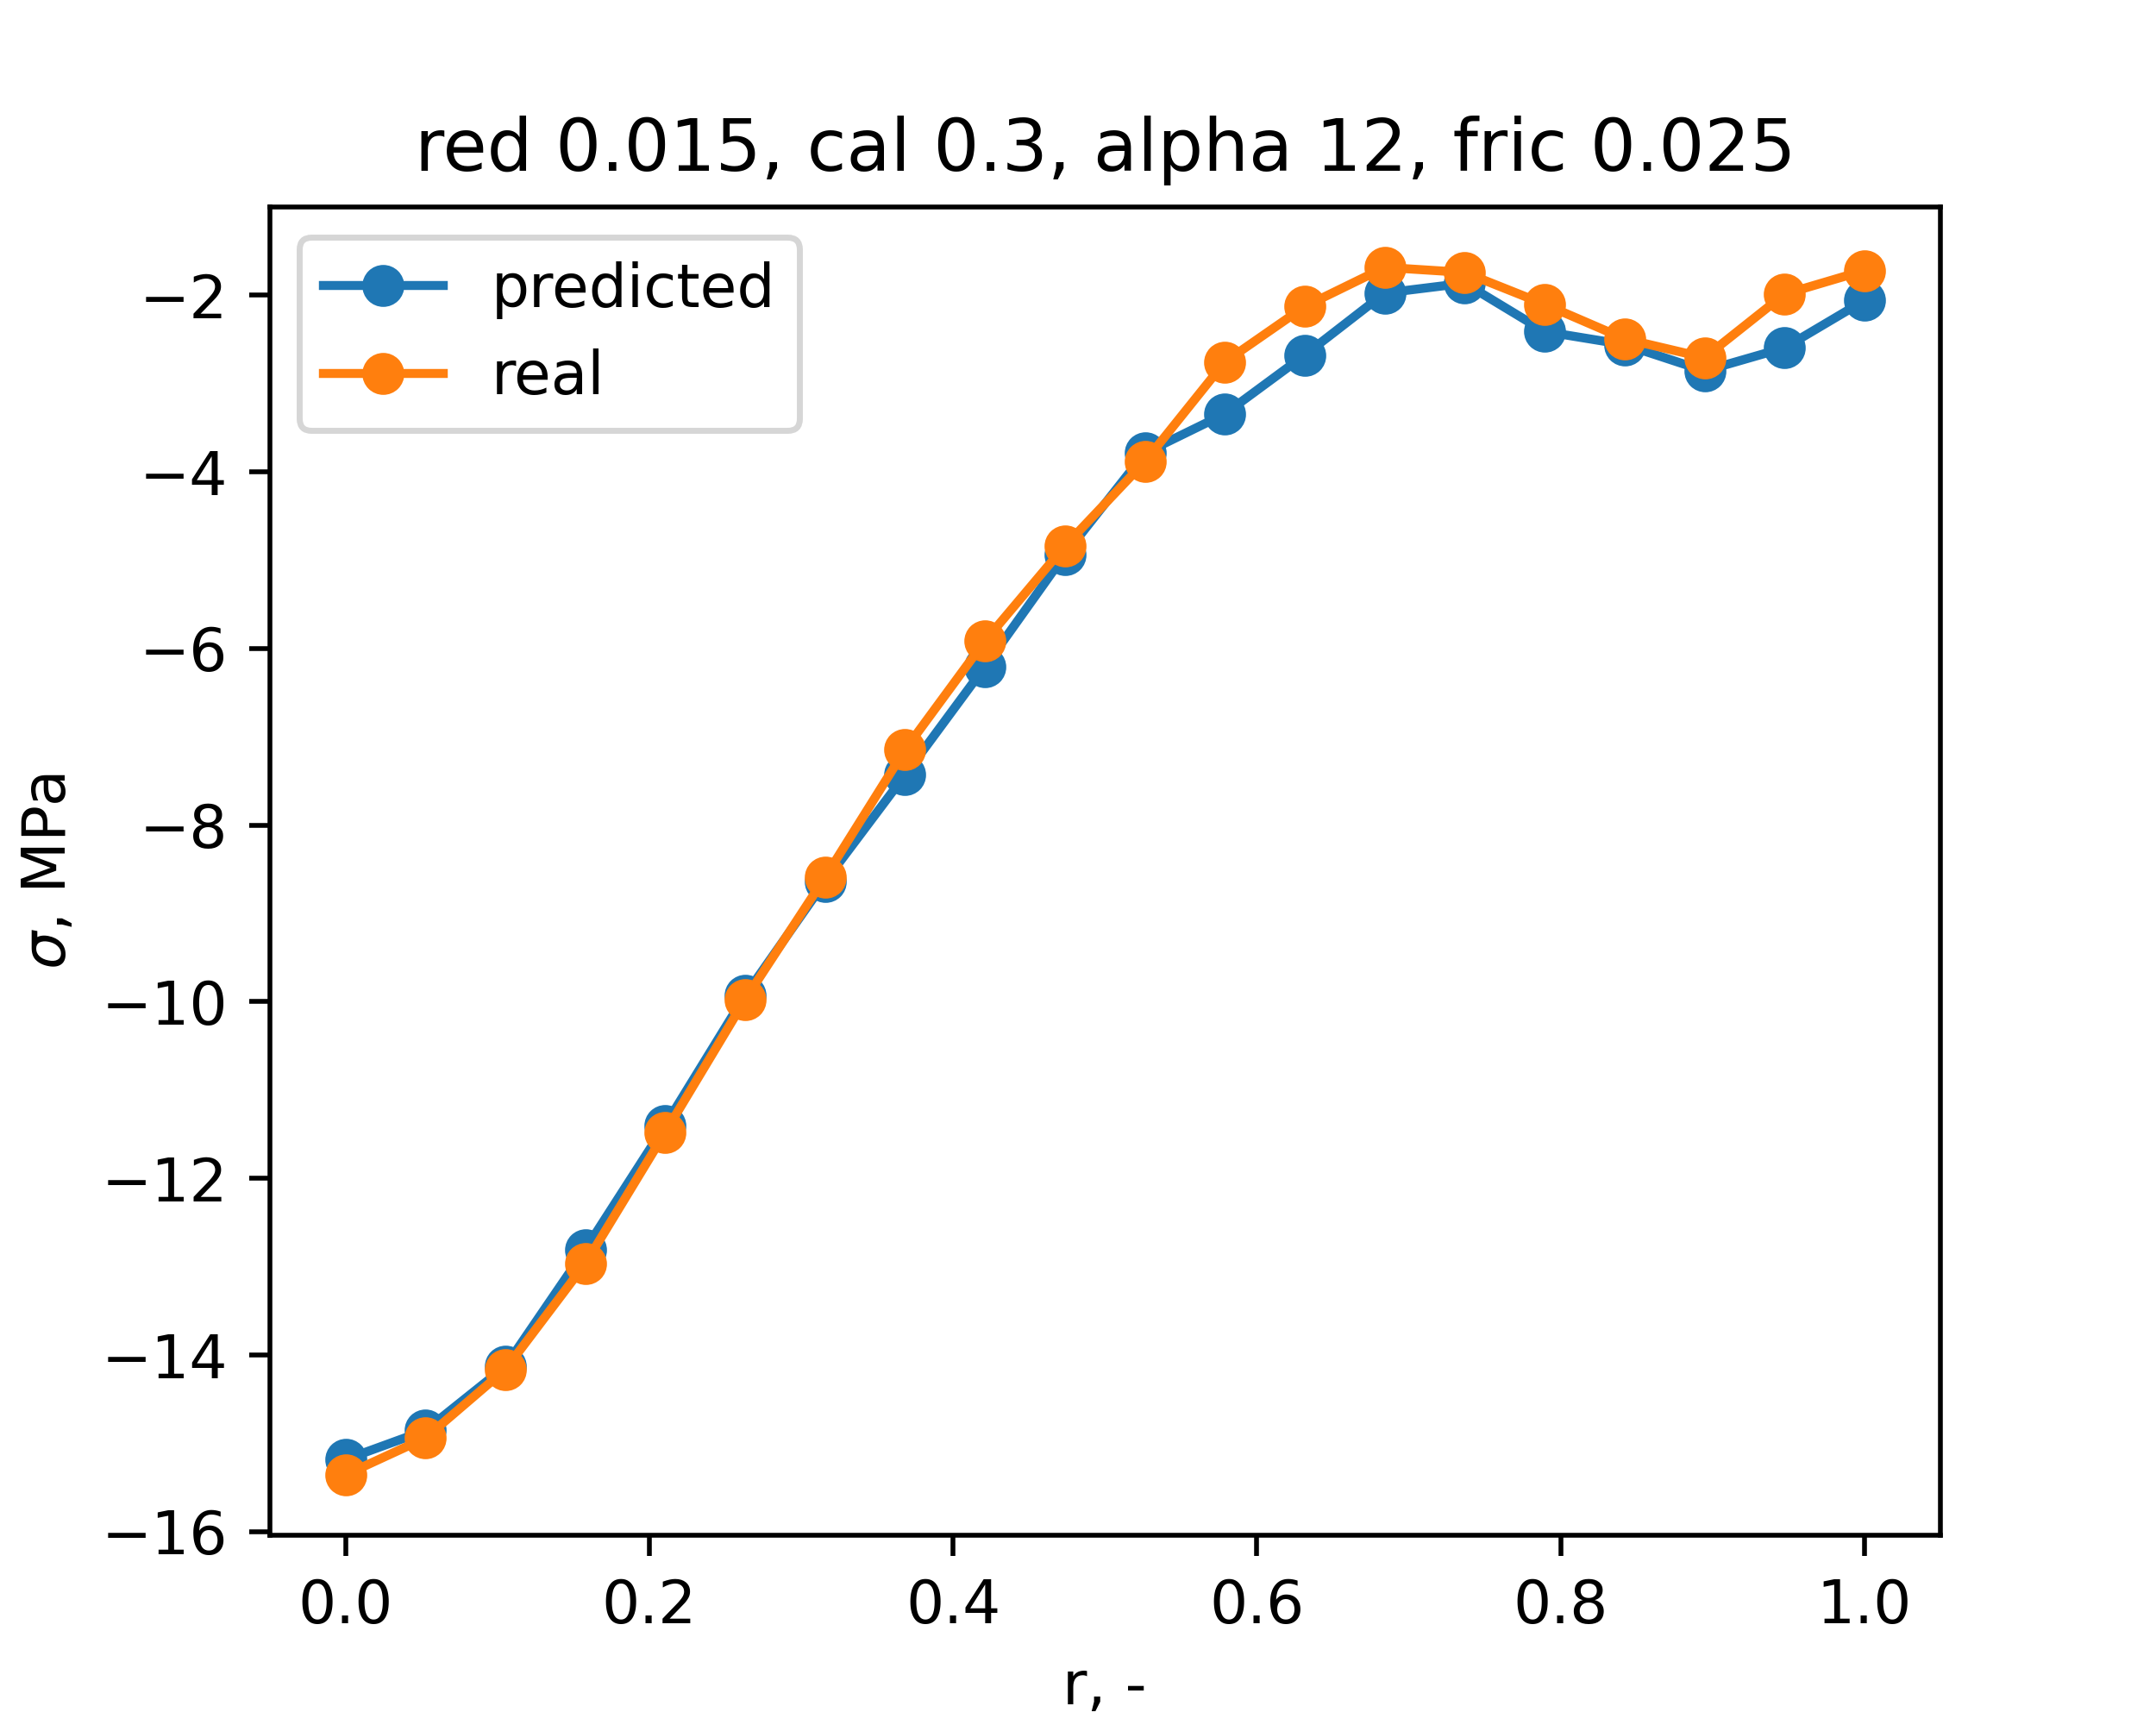 red 0.015, cal 0.3, alpha 12, fric 0.025
predicted
real
−2
−4
−6
−8
−10
−12
−14
−16
σ, MPa
0.0 0.2 0.4 0.6 0.8 1.0
r, -